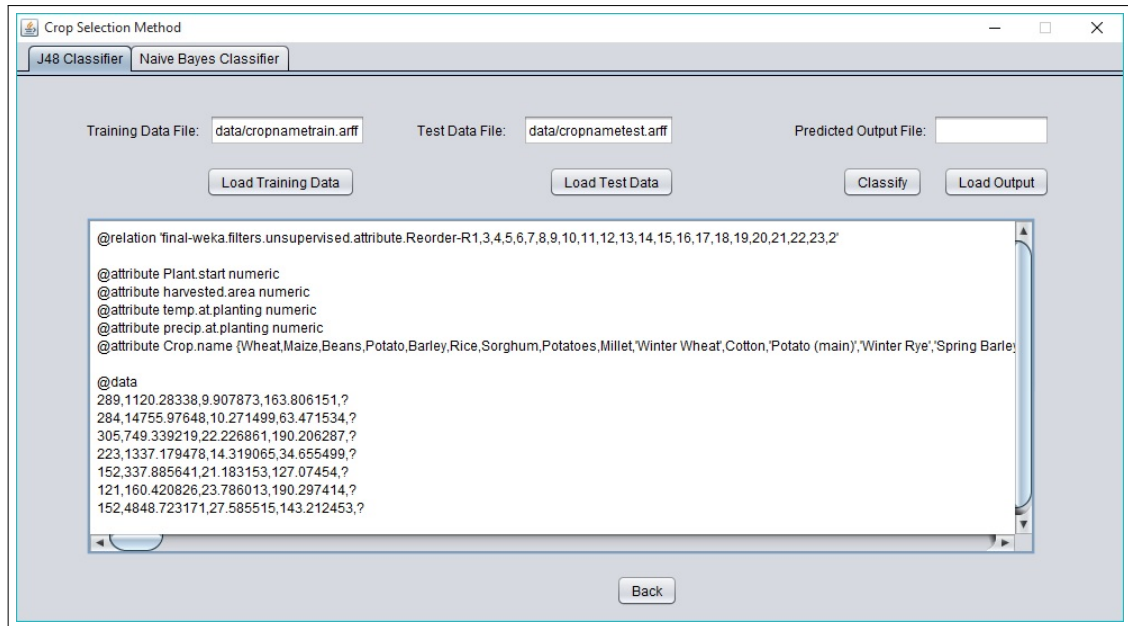 Crop Selection Method
J48 Classifier Naive Bayes Classifier
Training Data File: data/cropnametrain.arff Test Data File: data/cropnametest.arff Predicted Output File:
Load Training Data Load Test Data Classify Load Output
@relation 'final-weka.filters.unsupervised.attribute.Reorder-R1,3,4,5,6,7,8,9,10,11,12,13,14,15,16,17,18,19,20,21,22,23,2'
@attribute Plant.start numeric
@attribute harvested.area numeric
@attribute temp.at.planting numeric
@attribute precip.at.planting numeric
@attribute Crop.name {Wheat,Maize,Beans,Potato,Barley,Rice,Sorghum,Potatoes,Millet,'Winter Wheat',Cotton,'Potato (main)','Winter Rye','Spring Barley
@data
289,1120.28338,9.907873,163.806151,?
284,14755.97648,10.271499,63.471534,?
305,749.339219,22.226861,190.206287,?
223,1337.179478,14.319065,34.655499,?
152,337.885641,21.183153,127.07454,?
121,160.420826,23.786013,190.297414,?
152,4848.723171,27.585515,143.212453,?
Back